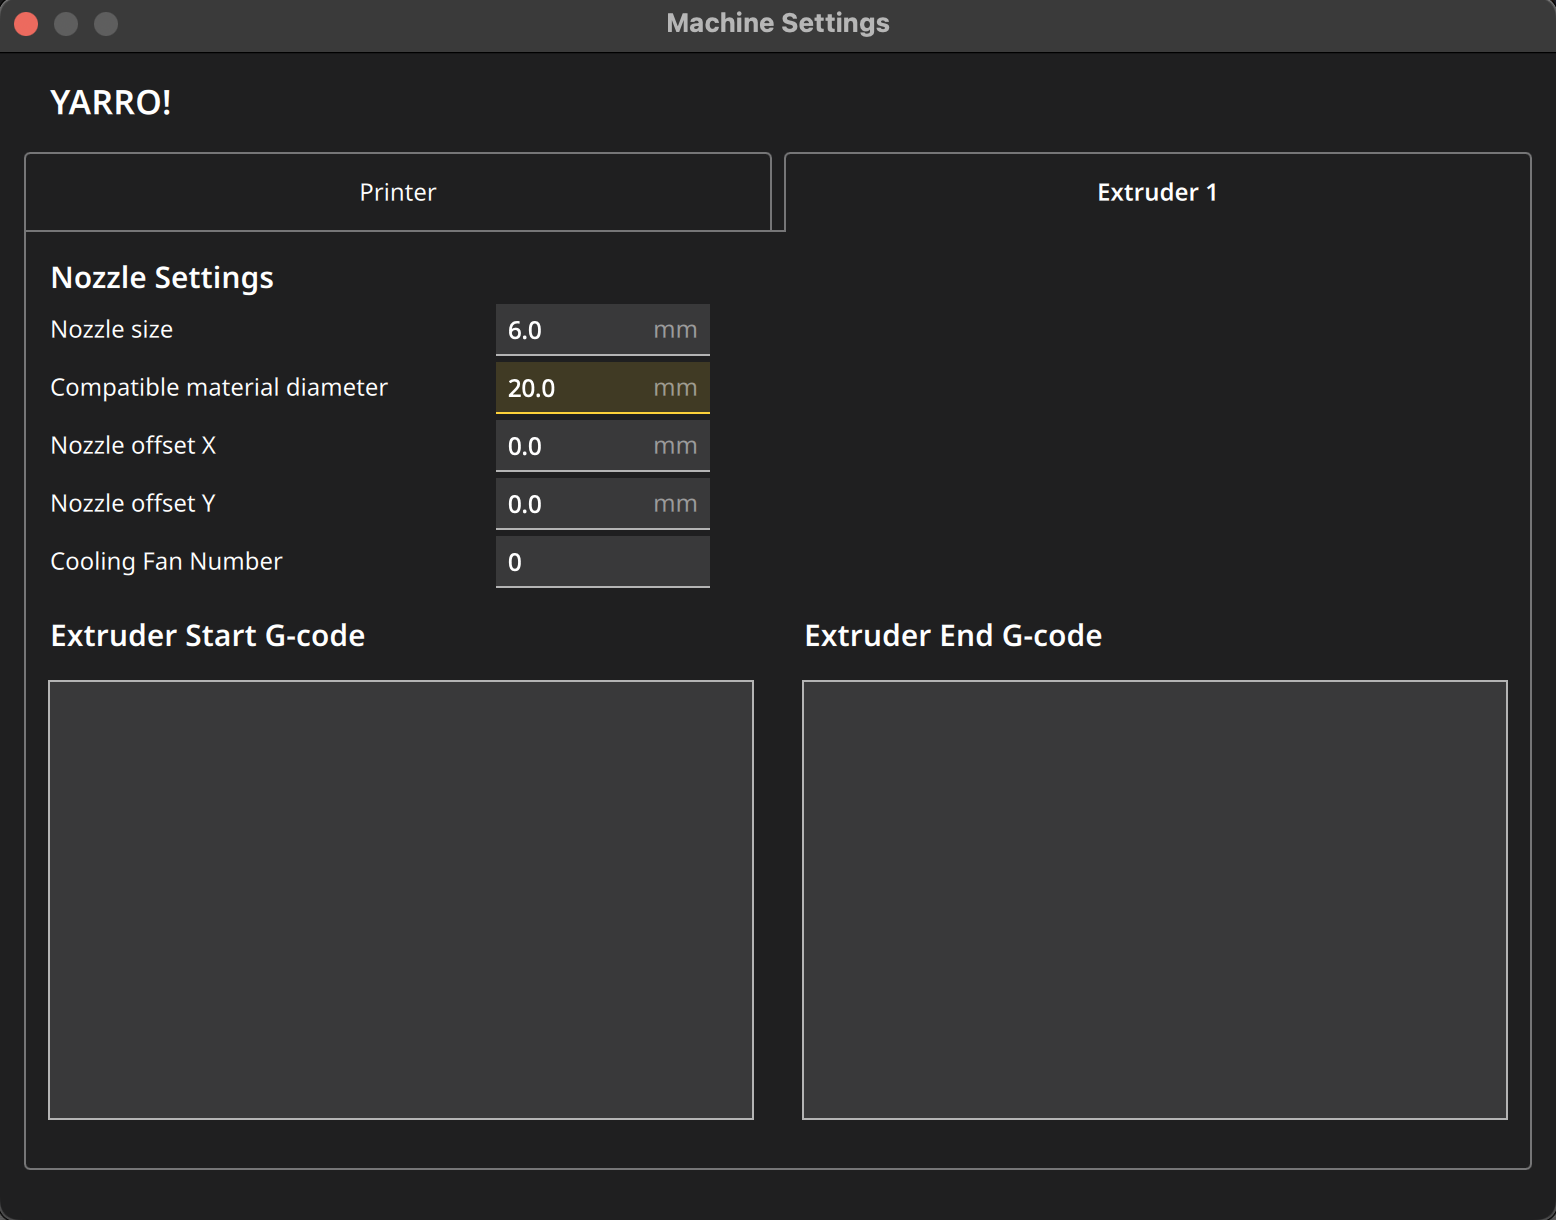 Machine Settings
YARRO!
Printer
Extruder 1
Nozzle Settings
Nozzle size 6.0 mm
Compatible material diameter 20.0 mm
Nozzle offset X 0.0 mm
Nozzle offset Y 0.0 mm
Cooling Fan Number 0
Extruder Start G-code
Extruder End G-code